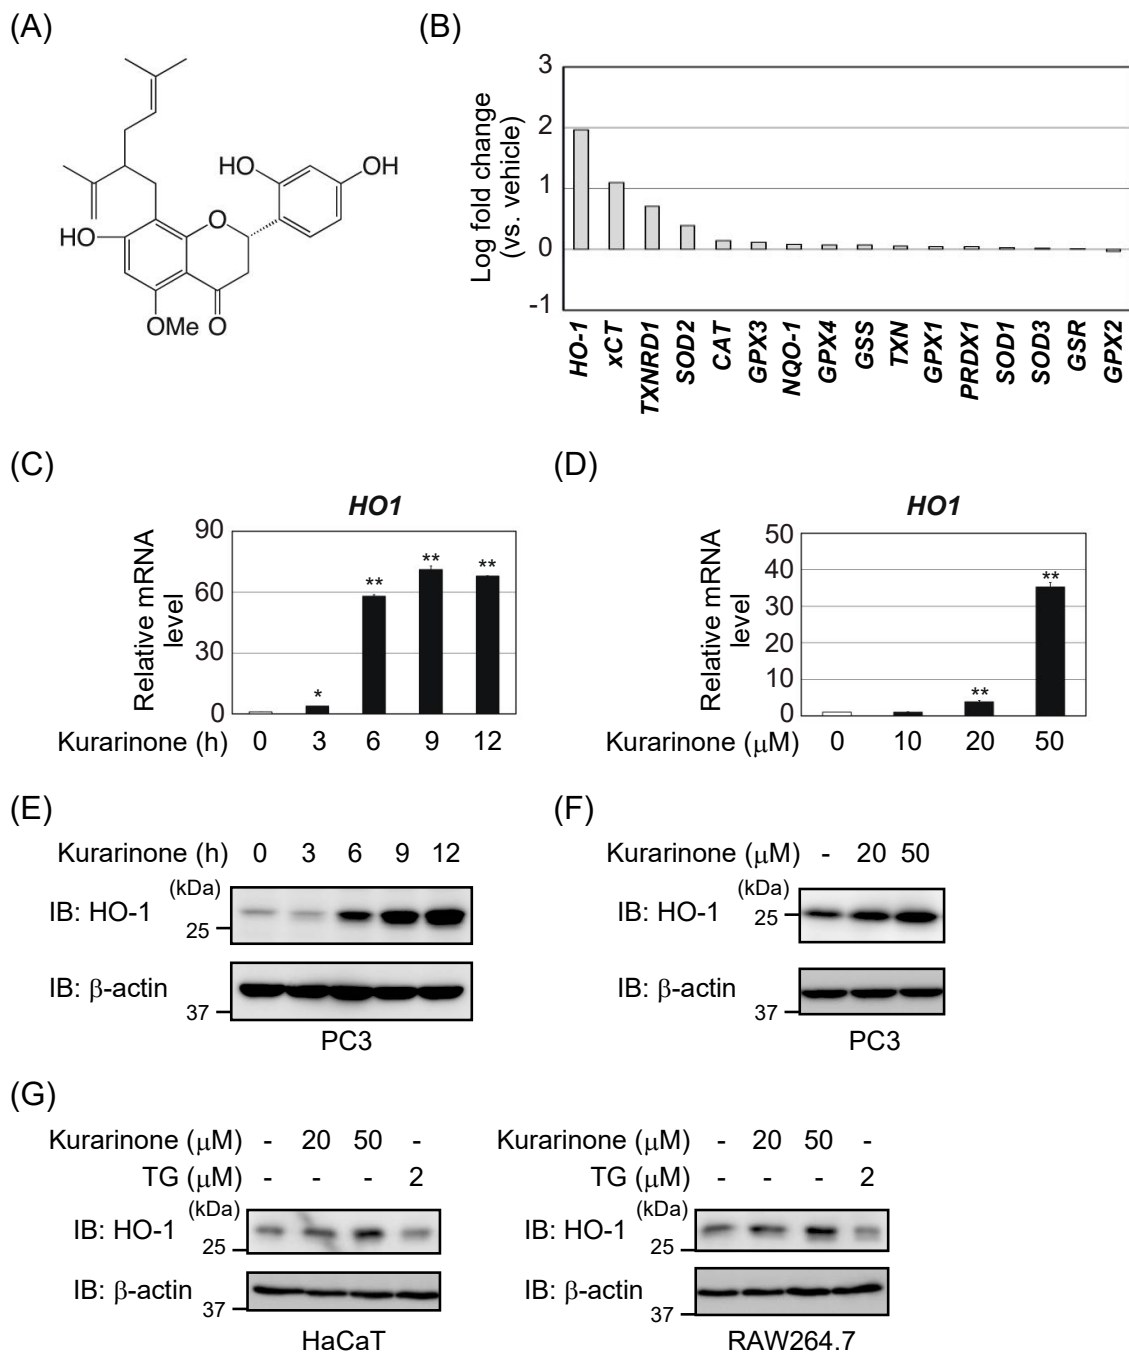 (A)
HO
OH
O
HO
OMe
O
(B)
Log fold change
(vs. vehicle)
3
2
1
0
-1
HO-1
xCT
TXNRD1
SOD2
CAT
GPX3
NQO-1
GPX4
GSS
TXN
GPX1
PRDX1
SOD1
SOD3
GSR
GPX2
(C)
HO1
Relative mRNA
level
90
60
30
0
*
**
**
**
Kurarinone (h) 0 3 6 9 12
(D)
HO1
Relative mRNA
level
50
40
30
20
10
0
**
**
Kurarinone (μM) 0 10 20 50
(E)
Kurarinone (h) 0 3 6 9 12
(kDa)
IB: HO-1
25
IB: β-actin
37
PC3
(F)
Kurarinone (μM) - 20 50
(kDa)
IB: HO-1
25
IB: β-actin
37
PC3
(G)
Kurarinone (μM) - 20 50 -
TG (μM) - - - 2
(kDa)
IB: HO-1
25
IB: β-actin
37
HaCaT
Kurarinone (μM) - 20 50 -
TG (μM) - - - 2
(kDa)
IB: HO-1
25
IB: β-actin
37
RAW264.7